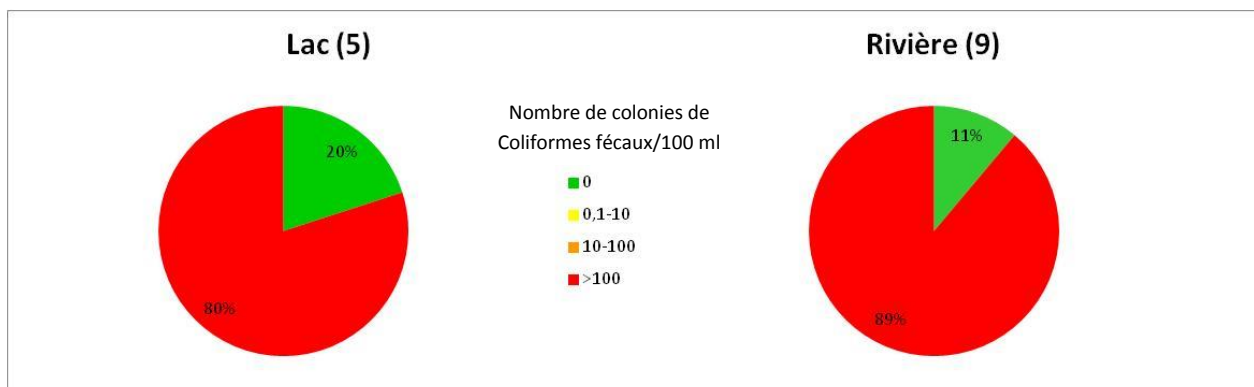 Lac (5)
Rivière (9)
Nombre de colonies de
Coliformes fécaux/100 ml
0
0,1-10
10-100
>100
20%
80%
11%
89%